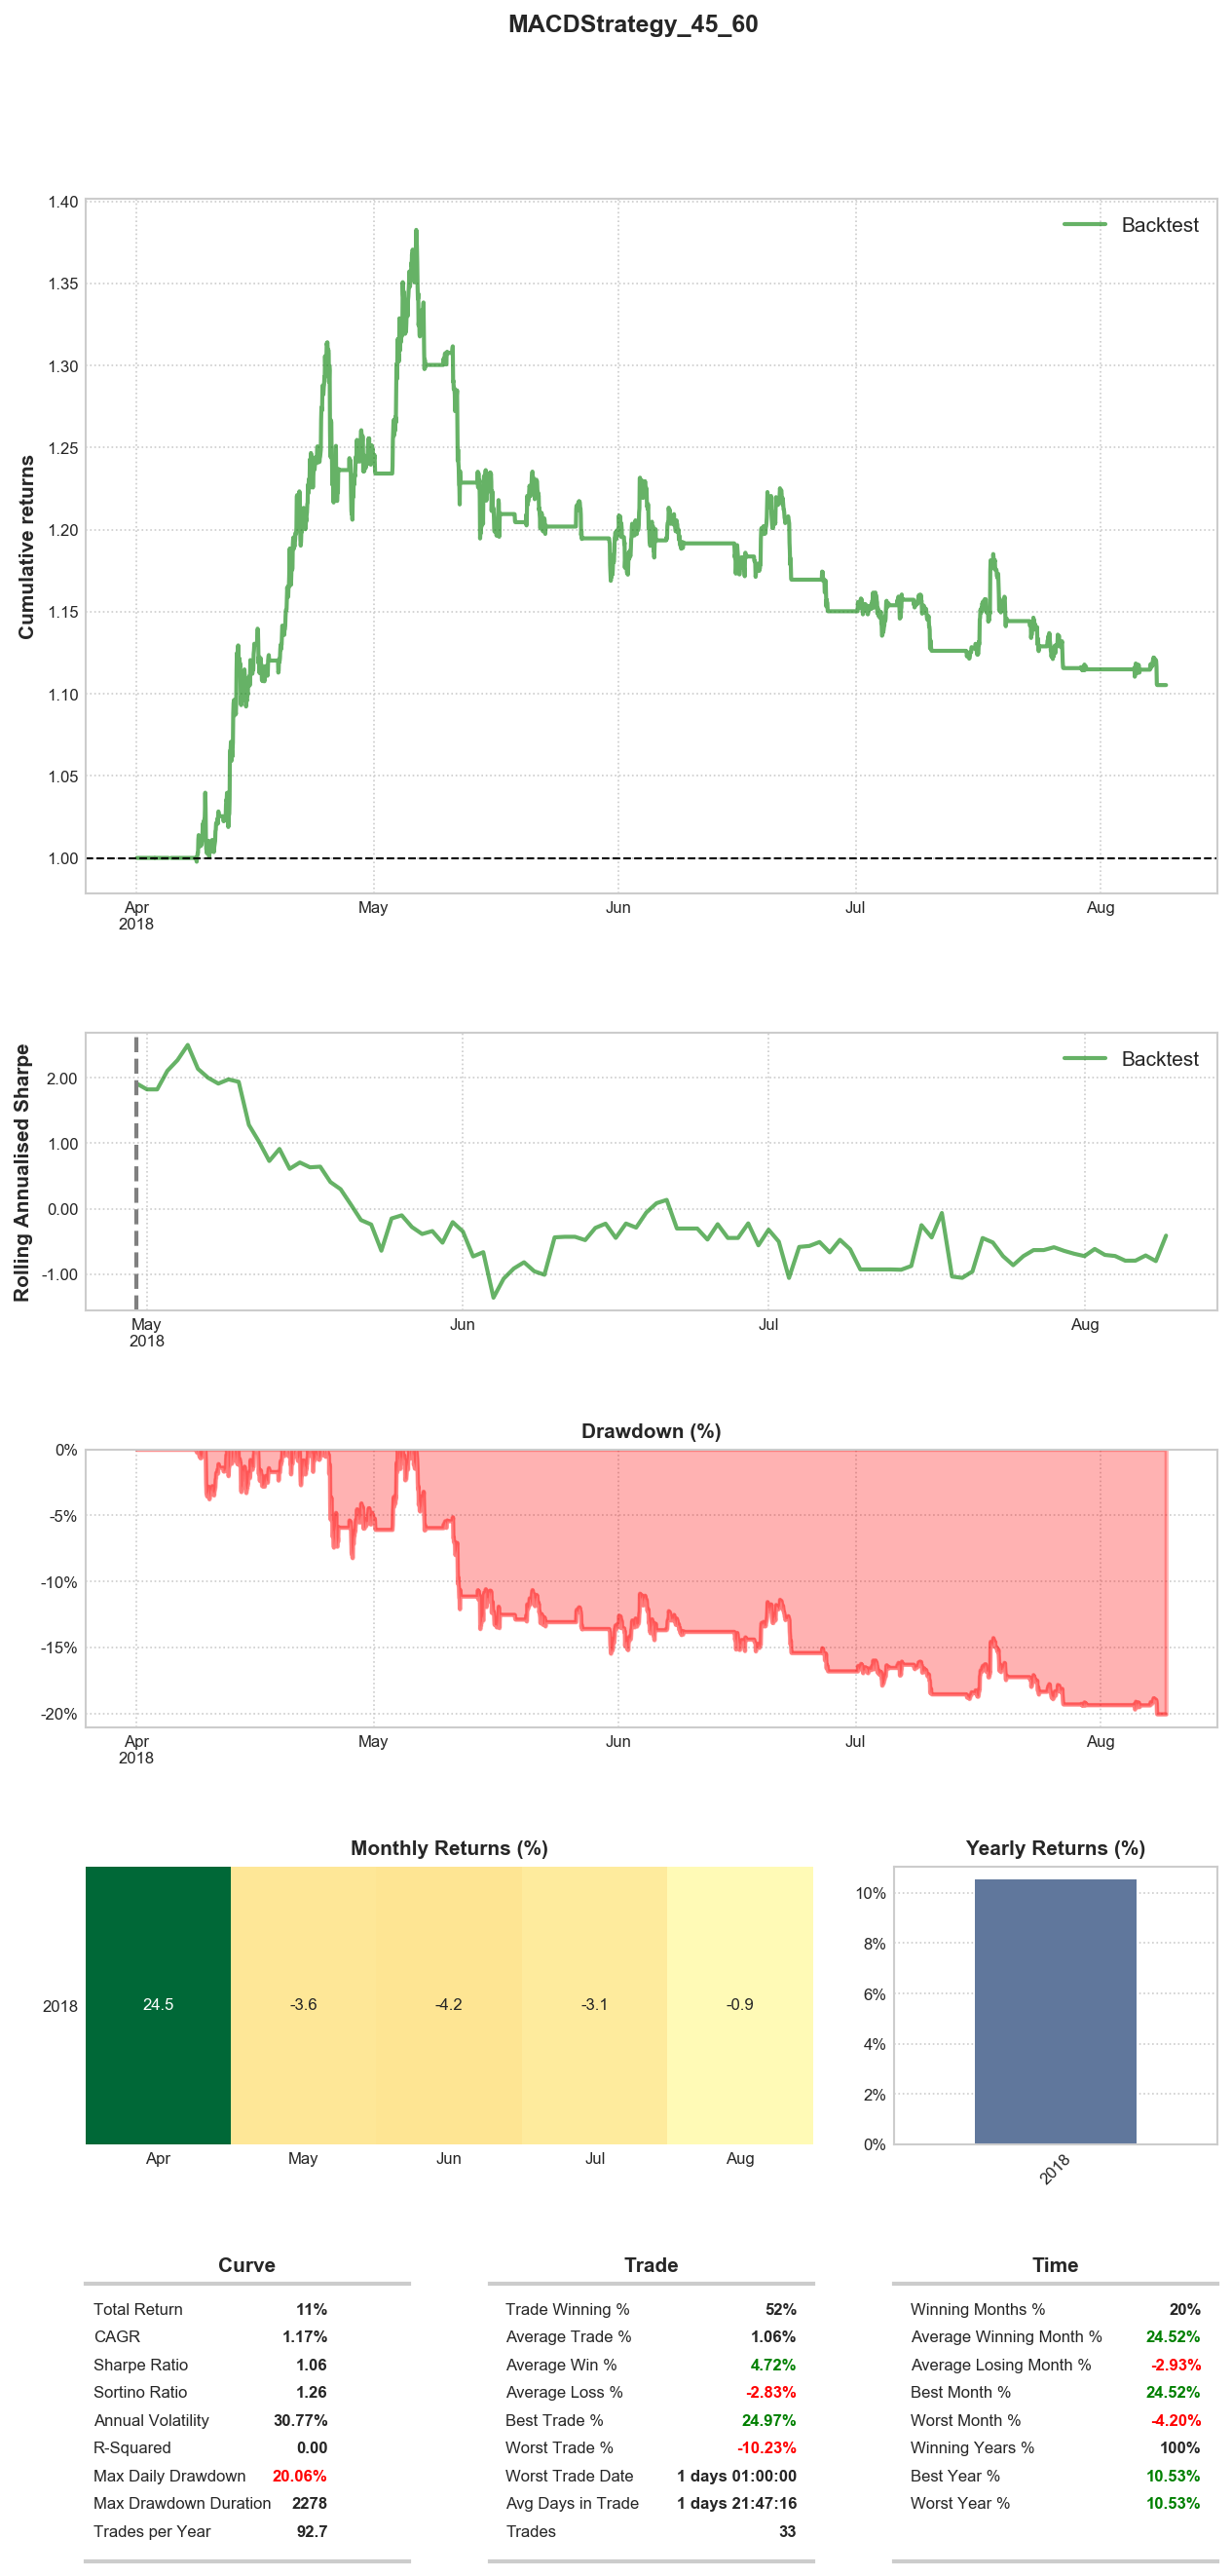 MACDStrategy_45_60
Cumulative returns
1.40
1.35
1.30
1.25
1.20
1.15
1.10
1.05
1.00
Backtest
Apr
2018
May
Jun
Jul
Aug
Rolling Annualised Sharpe
2.00
1.00
0.00
-1.00
Backtest
May
2018
Jun
Jul
Aug
Drawdown (%)
0%
-5%
-10%
-15%
-20%
Apr
2018
May
Jun
Jul
Aug
Monthly Returns (%)
2018
24.5
-3.6
-4.2
-3.1
-0.9
Apr
May
Jun
Jul
Aug
Yearly Returns (%)
10%
8%
6%
4%
2%
0%
2018
Curve
Total Return 11%
CAGR 1.17%
Sharpe Ratio 1.06
Sortino Ratio 1.26
Annual Volatility 30.77%
R-Squared 0.00
Max Daily Drawdown 20.06%
Max Drawdown Duration 2278
Trades per Year 92.7
Trade
Trade Winning % 52%
Average Trade % 1.06%
Average Win % 4.72%
Average Loss % -2.83%
Best Trade % 24.97%
Worst Trade % -10.23%
Worst Trade Date 1 days 01:00:00
Avg Days in Trade 1 days 21:47:16
Trades 33
Time
Winning Months % 20%
Average Winning Month % 24.52%
Average Losing Month % -2.93%
Best Month % 24.52%
Worst Month % -4.20%
Winning Years % 100%
Best Year % 10.53%
Worst Year % 10.53%